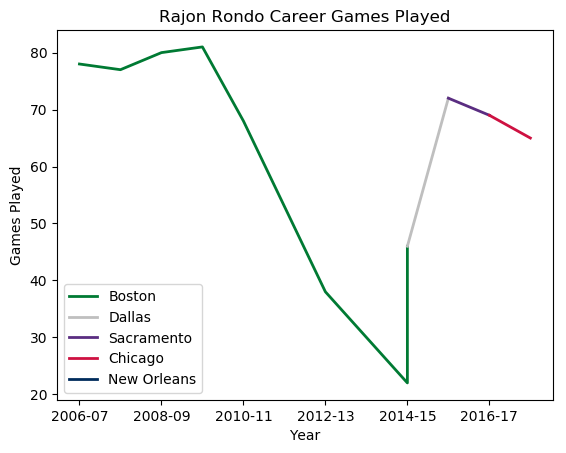 Rajon Rondo Career Games Played
Games Played
80
70
60
50
40
30
20
Boston
Dallas
Sacramento
Chicago
New Orleans
2006-07 2008-09 2010-11 2012-13 2014-15 2016-17
Year